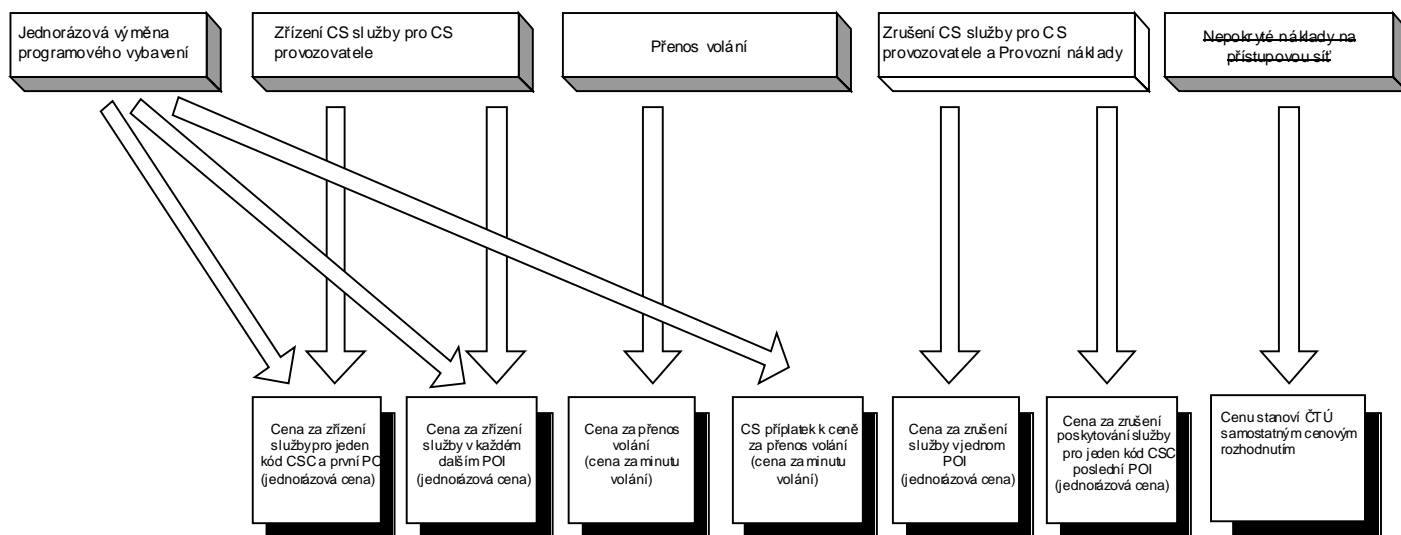 Jednorázová výměna
programového vybavení
Zřízení CS služby pro CS
provozovatele
Přenos volání
Zrušení CS služby pro CS
provozovatele a Provozní náklady
Nepokryté náklady na
přístupovou síť
Cena za zřízení
služby pro jeden
kód CSC a první PO
(jednorázová cena)
Cena za zřízení
služby v každém
dalším POI
(jednorázová cena)
Cena za přenos
volání
(cena za minutu
volání)
CS příplatek k ceně
za přenos volání
(cena za minutu
volání)
Cena za zrušení
služby v jednom
POI
(jednorázová cena)
Cena za zrušení
poskytování služby
pro jeden kód CSC
poslední POI
(jednorázová cena)
Cenu stanoví ČTÚ
samostatným cenovým
rozhodnutím